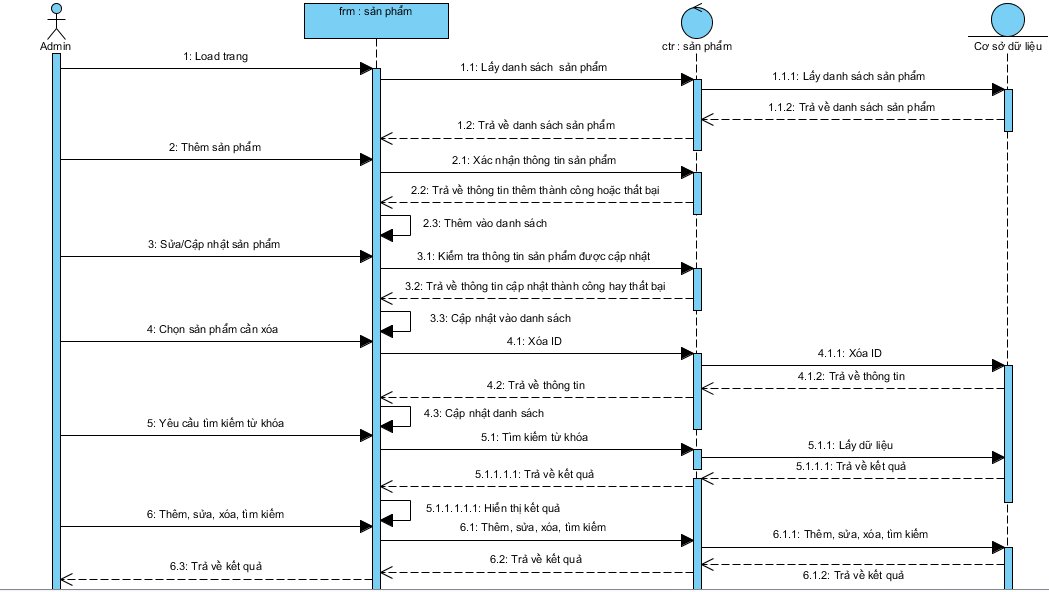 frm : sản phẩm
Admin
ctr : sản phẩm
Cơ sở dữ liệu
1: Load trang
1.1: Lấy danh sách sản phẩm
1.1.1: Lấy danh sách sản phẩm
1.1.2: Trả về danh sách sản phẩm
1.2: Trả về danh sách sản phẩm
2: Thêm sản phẩm
2.1: Xác nhận thông tin sản phẩm
2.2: Trả về thông tin thêm thành công hoặc thất bại
2.3: Thêm vào danh sách
3: Sửa/Cập nhật sản phẩm
3.1: Kiểm tra thông tin sản phẩm được cập nhật
3.2: Trả về thông tin cập nhật thành công hay thất bại
3.3: Cập nhật vào danh sách
4: Chọn sản phẩm cần xóa
4.1: Xóa ID
4.1.1: Xóa ID
4.1.2: Trả về thông tin
4.2: Trả về thông tin
4.3: Cập nhật danh sách
5: Yêu cầu tìm kiếm từ khóa
5.1: Tìm kiếm từ khóa
5.1.1: Lấy dữ liệu
5.1.1.1: Trả về kết quả
5.1.1.1.1: Trả về kết quả
5.1.1.1.1.1: Hiển thị kết quả
6: Thêm, sửa, xóa, tìm kiếm
6.1: Thêm, sửa, xóa, tìm kiếm
6.1.1: Thêm, sửa, xóa, tìm kiếm
6.1.2: Trả về kết quả
6.2: Trả về kết quả
6.3: Trả về kết quả